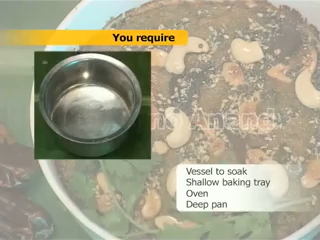 You require
Vessel to soak
Shallow baking tray
Oven
Deep pan